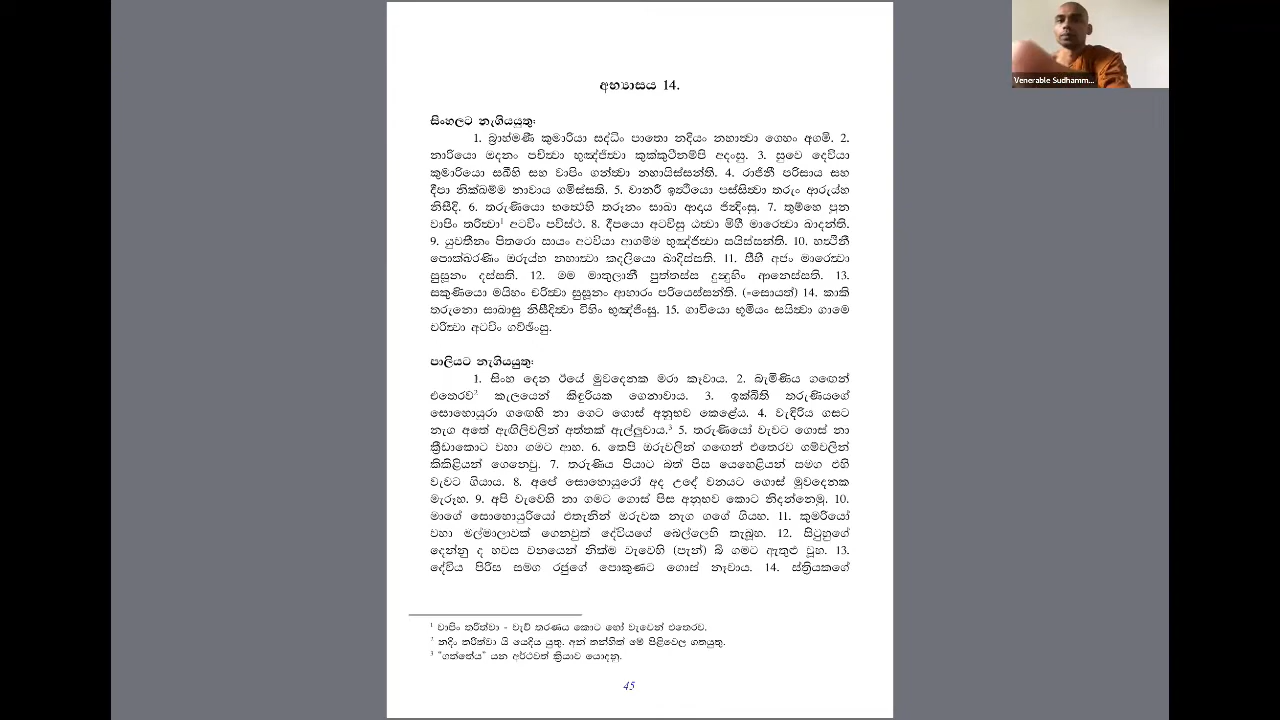 Venerable Sudhamm...
අභ්‍යාසය 14.
සිංහලට නැගියයුතු:
1. බ්‍රාහ්මණී කුමාරියා සද්ධිං පාතො නදියං නහාත්‍වා ගෙහං අගමි. 2.
නාරියො ඔදනං පචිත්‍වා භුඤ්ජිත්‍වා කුක්කුටීනම්පි අදංසු. 3. සුවෙ දෙවියා
කුමාරියො සඛීහි සහ වාපිං ගන්ත්‍වා නහායිස්සන්ති. 4. රාජිනී පරිසාය සහ
දීපා නික්ඛම්ම නාවාය ගමිස්සති. 5. වානරී ඉත්‍ථියො පස්සිත්‍වා තරුං ආරුය්හ
නිසීදි. 6. තරුණියො හත්‍ථෙහි තරූනං සාඛා ආදාය ඡින්‍දිංසු. 7. තුම්හෙ පුන
වාපිං තරිත්‍වා¹ අටවිං පවිස්ථ. 8. දීපයො අටවිසු ඨත්‍වා මිගී මාරෙත්‍වා ඛාදන්ති.
9. යුවතීනං පිතරො සායං අටවියා ආගම්ම භුඤ්ජිත්‍වා සයිස්සන්ති. 10. හත්‍ථිනී
පොක්ඛරණිං ඔරුය්හ නහාත්‍වා කදලියො ඛාදිස්සති. 11. සීහී අජං මාරෙත්‍වා
සුසූනං දස්සති. 12. මම මාතුලානී පුත්තස්ස දුන්‍දුභිං ආනෙස්සති. 13.
සකුණියො මයිහං චරිත්‍වා සුසූනං ආහාරං පරියෙස්සන්ති. (=සොයත්) 14. කාකි
තරුනො සාඛාසු නිසීදිත්‍වා විහිං භුඤ්ජිංසු. 15. ගාවියො භූමියං සයිත්‍වා ගාමෙ
චරිත්‍වා අටවිං ගච්ඡිංසු.
පාලියට නැගියයුතු:
1. සිංහ දෙන ඊයේ මුවදෙනක මරා කෑවාය. 2. බැමිණිය ගඟෙන්
එතෙරව² කැලයෙන් කිඳුරියක ගෙනාවාය. 3. ඉක්බිති තරුණියගේ
සොහොයුරා ගඟෙහි නා ගෙට ගොස් අනුභව කෙළේය. 4. වැඳිරිය ගසට
නැග අතේ ඇඟිලිවලින් අත්තක් ඇල්ලුවාය.³ 5. තරුණියෝ වැවට ගොස් නා
ක්‍රීඩාකොට වහා ගමට ආහ. 6. තෙපි ඔරුවලින් ගඟෙන් එතෙරව ගම්වලින්
කිකිළියන් ගෙනෙවු. 7. තරුණිය පියාට බත් පිස යෙහෙළියන් සමග එහි
වැවට ගියාය. 8. අපේ සොහොයුරෝ අද උදේ වනයට ගොස් මුවදෙනක
මැරූහ. 9. අපි වැවෙහි නා ගමට ගොස් පිස අනුභව කොට නිදන්නෙමු. 10.
මාගේ සොහොයුරියෝ එතැනින් ඔරුවක නැග ගගේ ගියහ. 11. කුමරියෝ
වහා මල්මාලාවක් ගෙනවුත් දේවියගේ බෙල්ලෙහි තැබූහ. 12. සිටුහුගේ
දෙන්නු ද හවස වනයෙන් නික්ම වැවෙහි (පැන්) බී ගමට ඇතුළු වූහ. 13.
දේවිය පිරිස සමග රජුගේ පොකුණට ගොස් නෑවාය. 14. ස්ත්‍රියකගේ
¹ වාපිං තරිත්වා - වැව් තරණය කොට හෝ වැවෙන් එතෙරව.
² නදිං තරිත්වා යි යෙදිය යුතු. අන් තන්හිත් මේ පිළිවෙල ගතයුතු.
³ "ගත්තේය" යන අර්ථවත් ක්‍රියාව යොදනු.
45